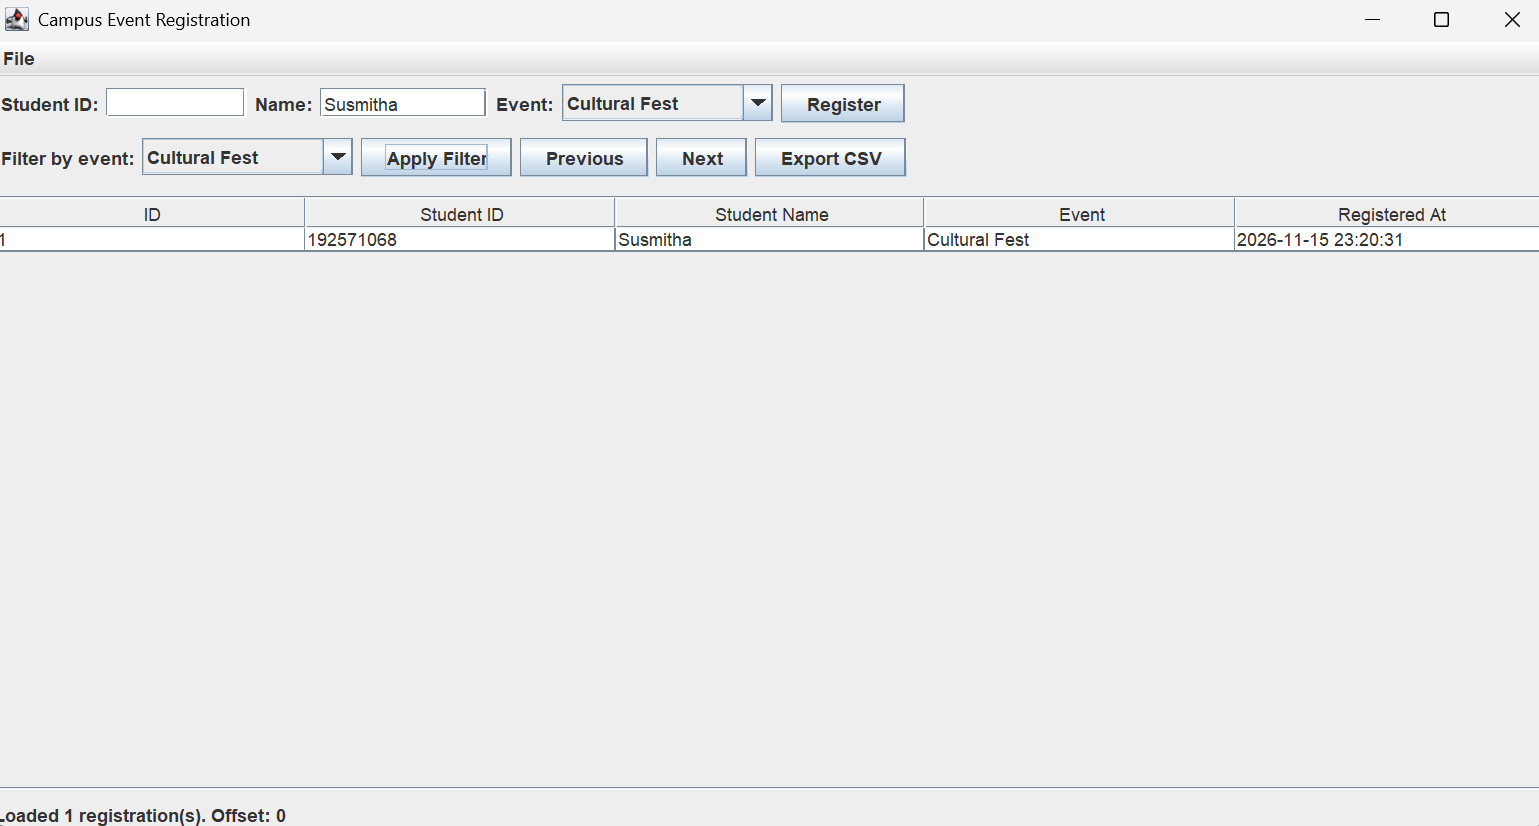 Campus Event Registration
File
Student ID: Name: Susmitha Event: Cultural Fest Register
Filter by event: Cultural Fest Apply Filter Previous Next Export CSV
ID Student ID Student Name Event Registered At
1 192571068 Susmitha Cultural Fest 2026-11-15 23:20:31
Loaded 1 registration(s). Offset: 0